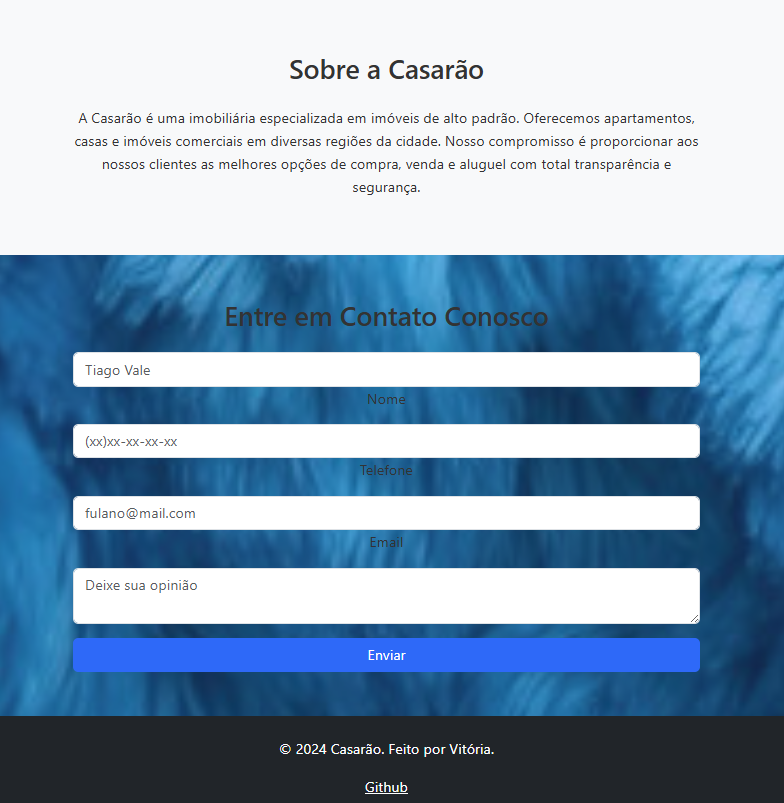 Sobre a Casarão
A Casarão é uma imobiliária especializada em imóveis de alto padrão. Oferecemos apartamentos,
casas e imóveis comerciais em diversas regiões da cidade. Nosso compromisso é proporcionar aos
nossos clientes as melhores opções de compra, venda e aluguel com total transparência e
segurança.
Entre em Contato Conosco
Tiago Vale
Nome
(xx)xx-xx-xx-xx
Telefone
fulano@mail.com
Email
Deixe sua opinião
Enviar
© 2024 Casarão. Feito por Vitória.
Github